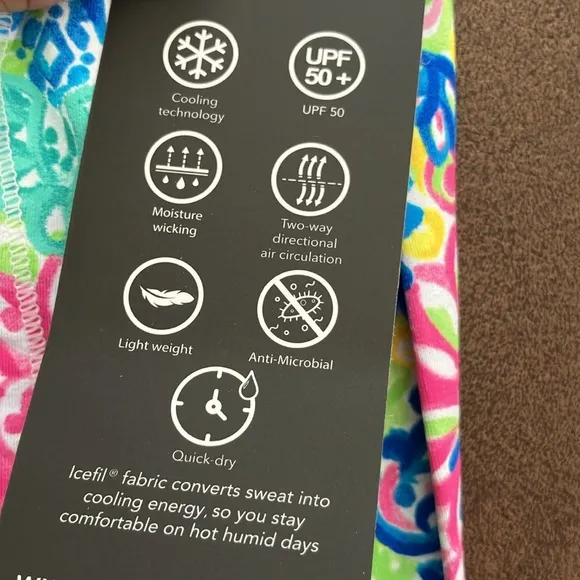 UPF
50+
Cooling
technology
UPF 50
Moisture
wicking
Two-way
directional
air circulation
Light weight
Anti-Microbial
Quick-dry
Icefil® fabric converts sweat into
cooling energy, so you stay
comfortable on hot humid days